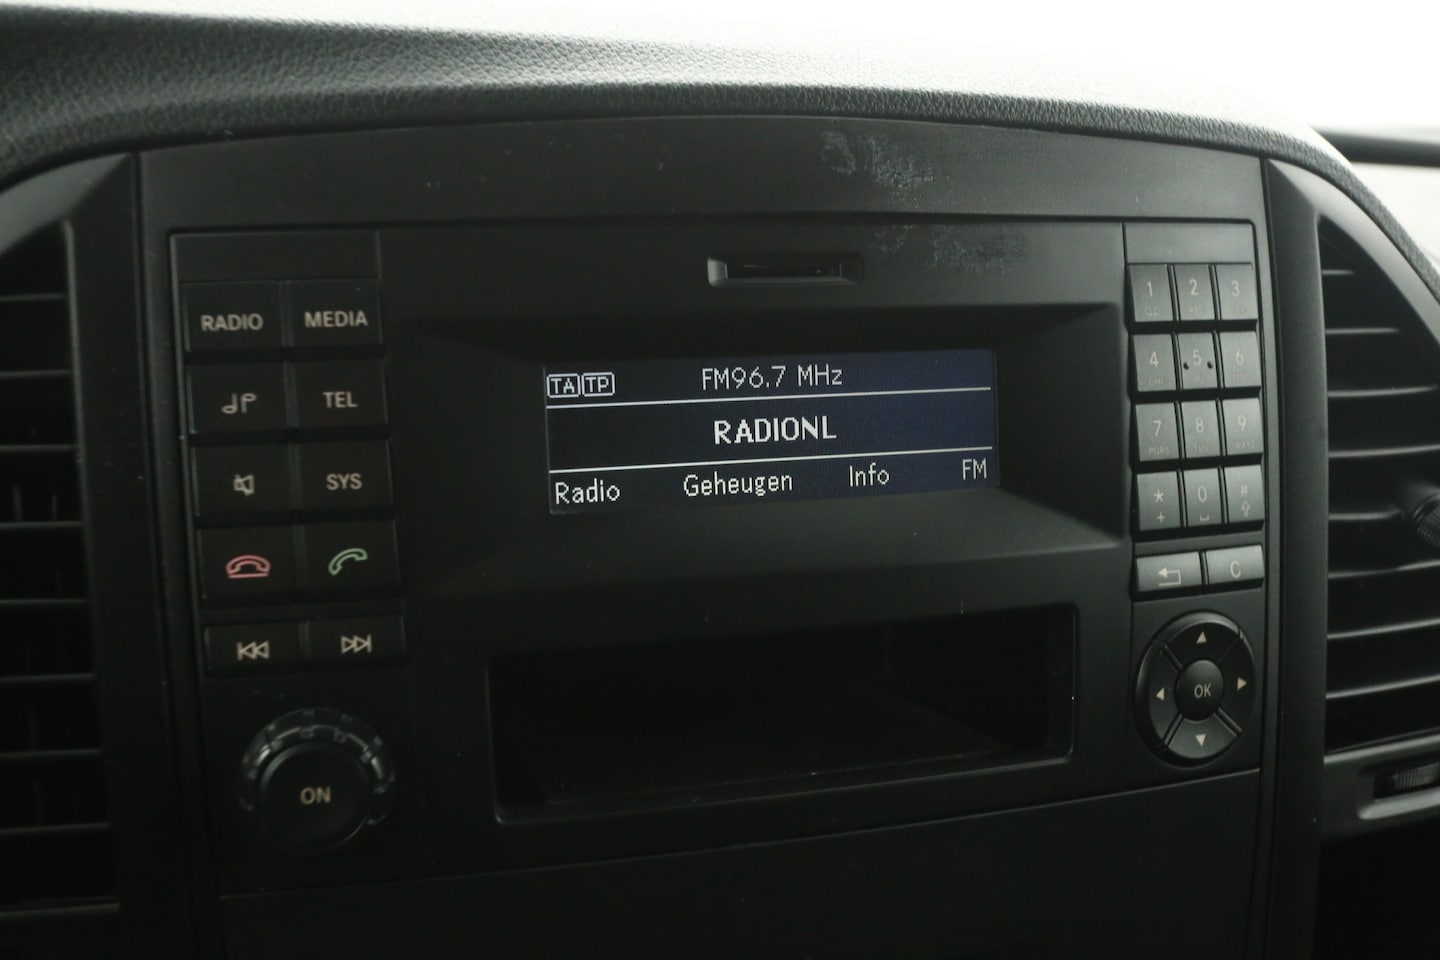 RADIO MEDIA
TEL
SYS
ON
TA TP FM96.7 MHz
RADIONL
Radio Geheugen Info FM
1 2 3
4 5 6
7 8 9
PQRS
* 0 #
+
C
OK